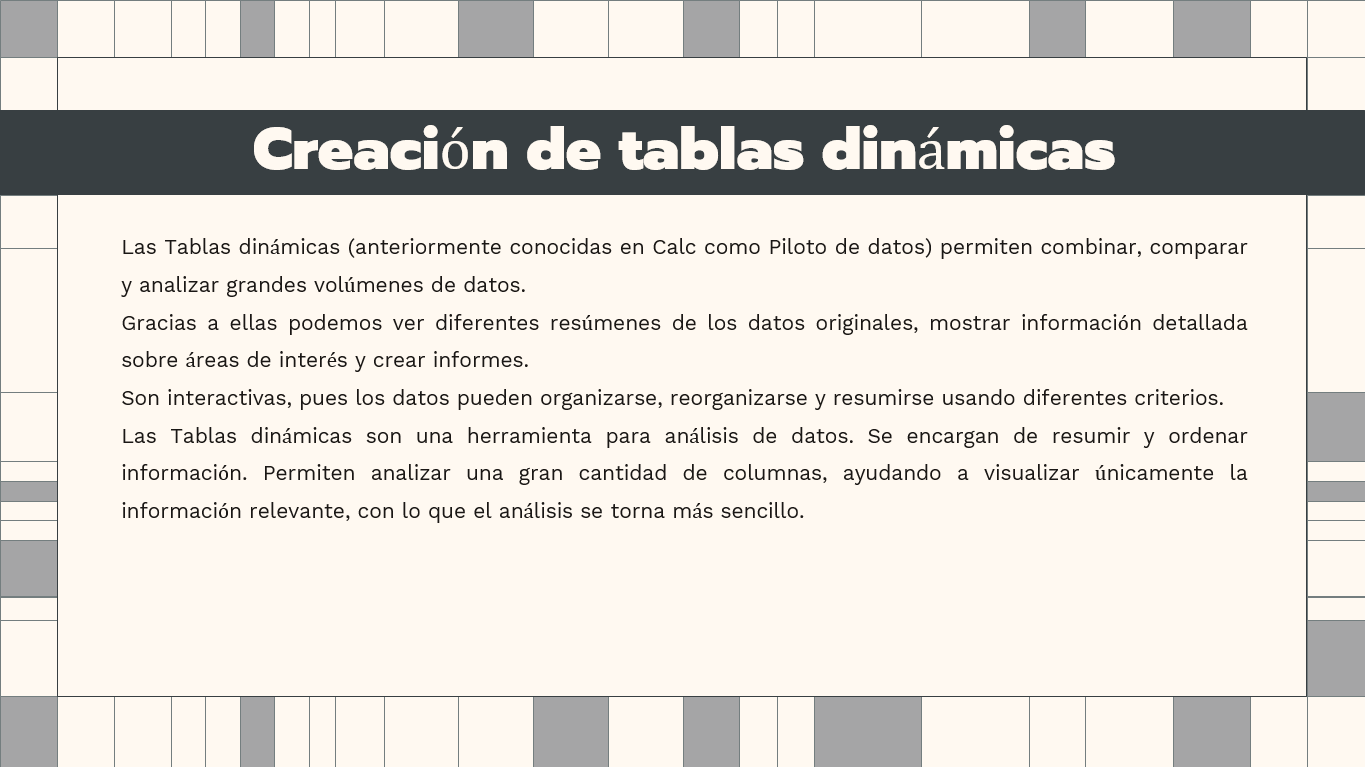 Creación de tablas dinámicas
Las Tablas dinámicas (anteriormente conocidas en Calc como Piloto de datos) permiten combinar, comparar
y analizar grandes volúmenes de datos.
Gracias a ellas podemos ver diferentes resúmenes de los datos originales, mostrar información detallada
sobre áreas de interés y crear informes.
Son interactivas, pues los datos pueden organizarse, reorganizarse y resumirse usando diferentes criterios.
Las Tablas dinámicas son una herramienta para análisis de datos. Se encargan de resumir y ordenar
información. Permiten analizar una gran cantidad de columnas, ayudando a visualizar únicamente la
información relevante, con lo que el análisis se torna más sencillo.